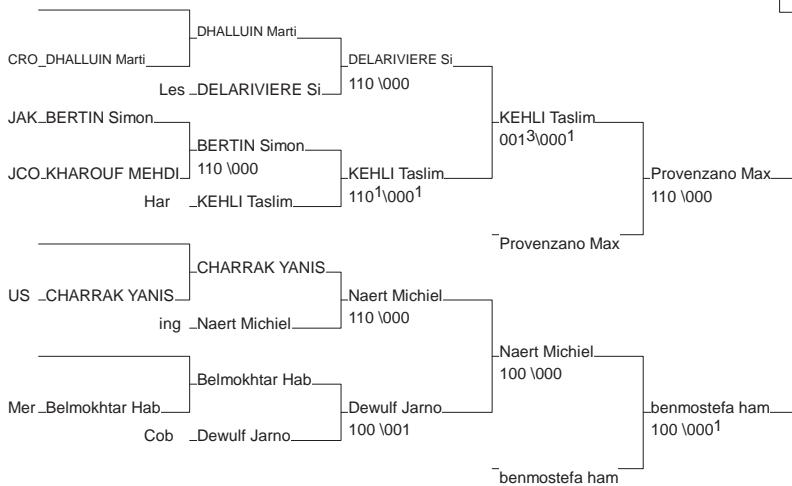 DHALLUIN Marti
CRO DHALLUIN Marti
DELARIVIERE Si
Les DELARIVIERE Si
110 \000
JAK BERTIN Simon
KEHLI Taslim
001³\000¹
BERTIN Simon
110 \000
JCO KHAROUF MEHDI
KEHLI Taslim
110¹\000¹
Provenzano Max
110 \000
Har KEHLI Taslim
Provenzano Max
CHARRAK YANIS
US CHARRAK YANIS
Naert Michiel
110 \000
ing Naert Michiel
Naert Michiel
100 \000
Belmokhtar Hab
Mer Belmokhtar Hab
Dewulf Jarno
100 \001
benmostefa ham
100 \000¹
Cob Dewulf Jarno
benmostefa ham